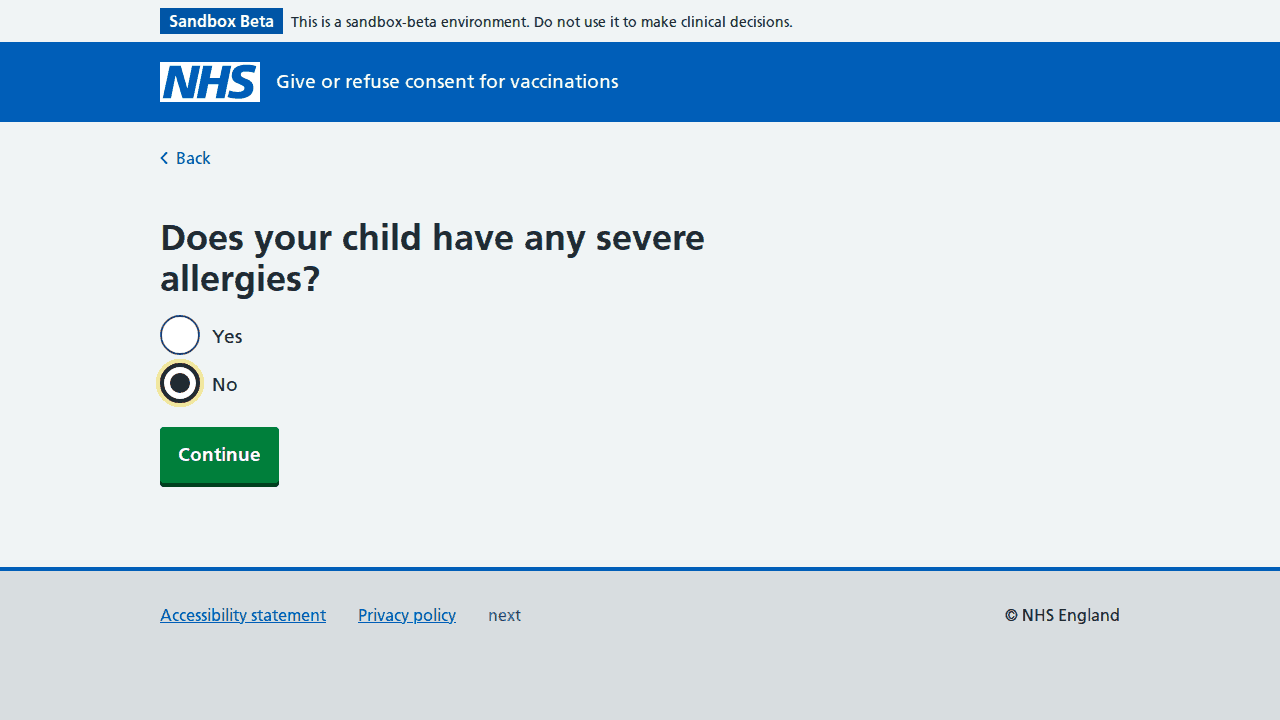 Sandbox Beta This is a sandbox-beta environment. Do not use it to make clinical decisions.
NHS Give or refuse consent for vaccinations
Back
Does your child have any severe
allergies?
Yes
No
Continue
Accessibility statement Privacy policy next © NHS England